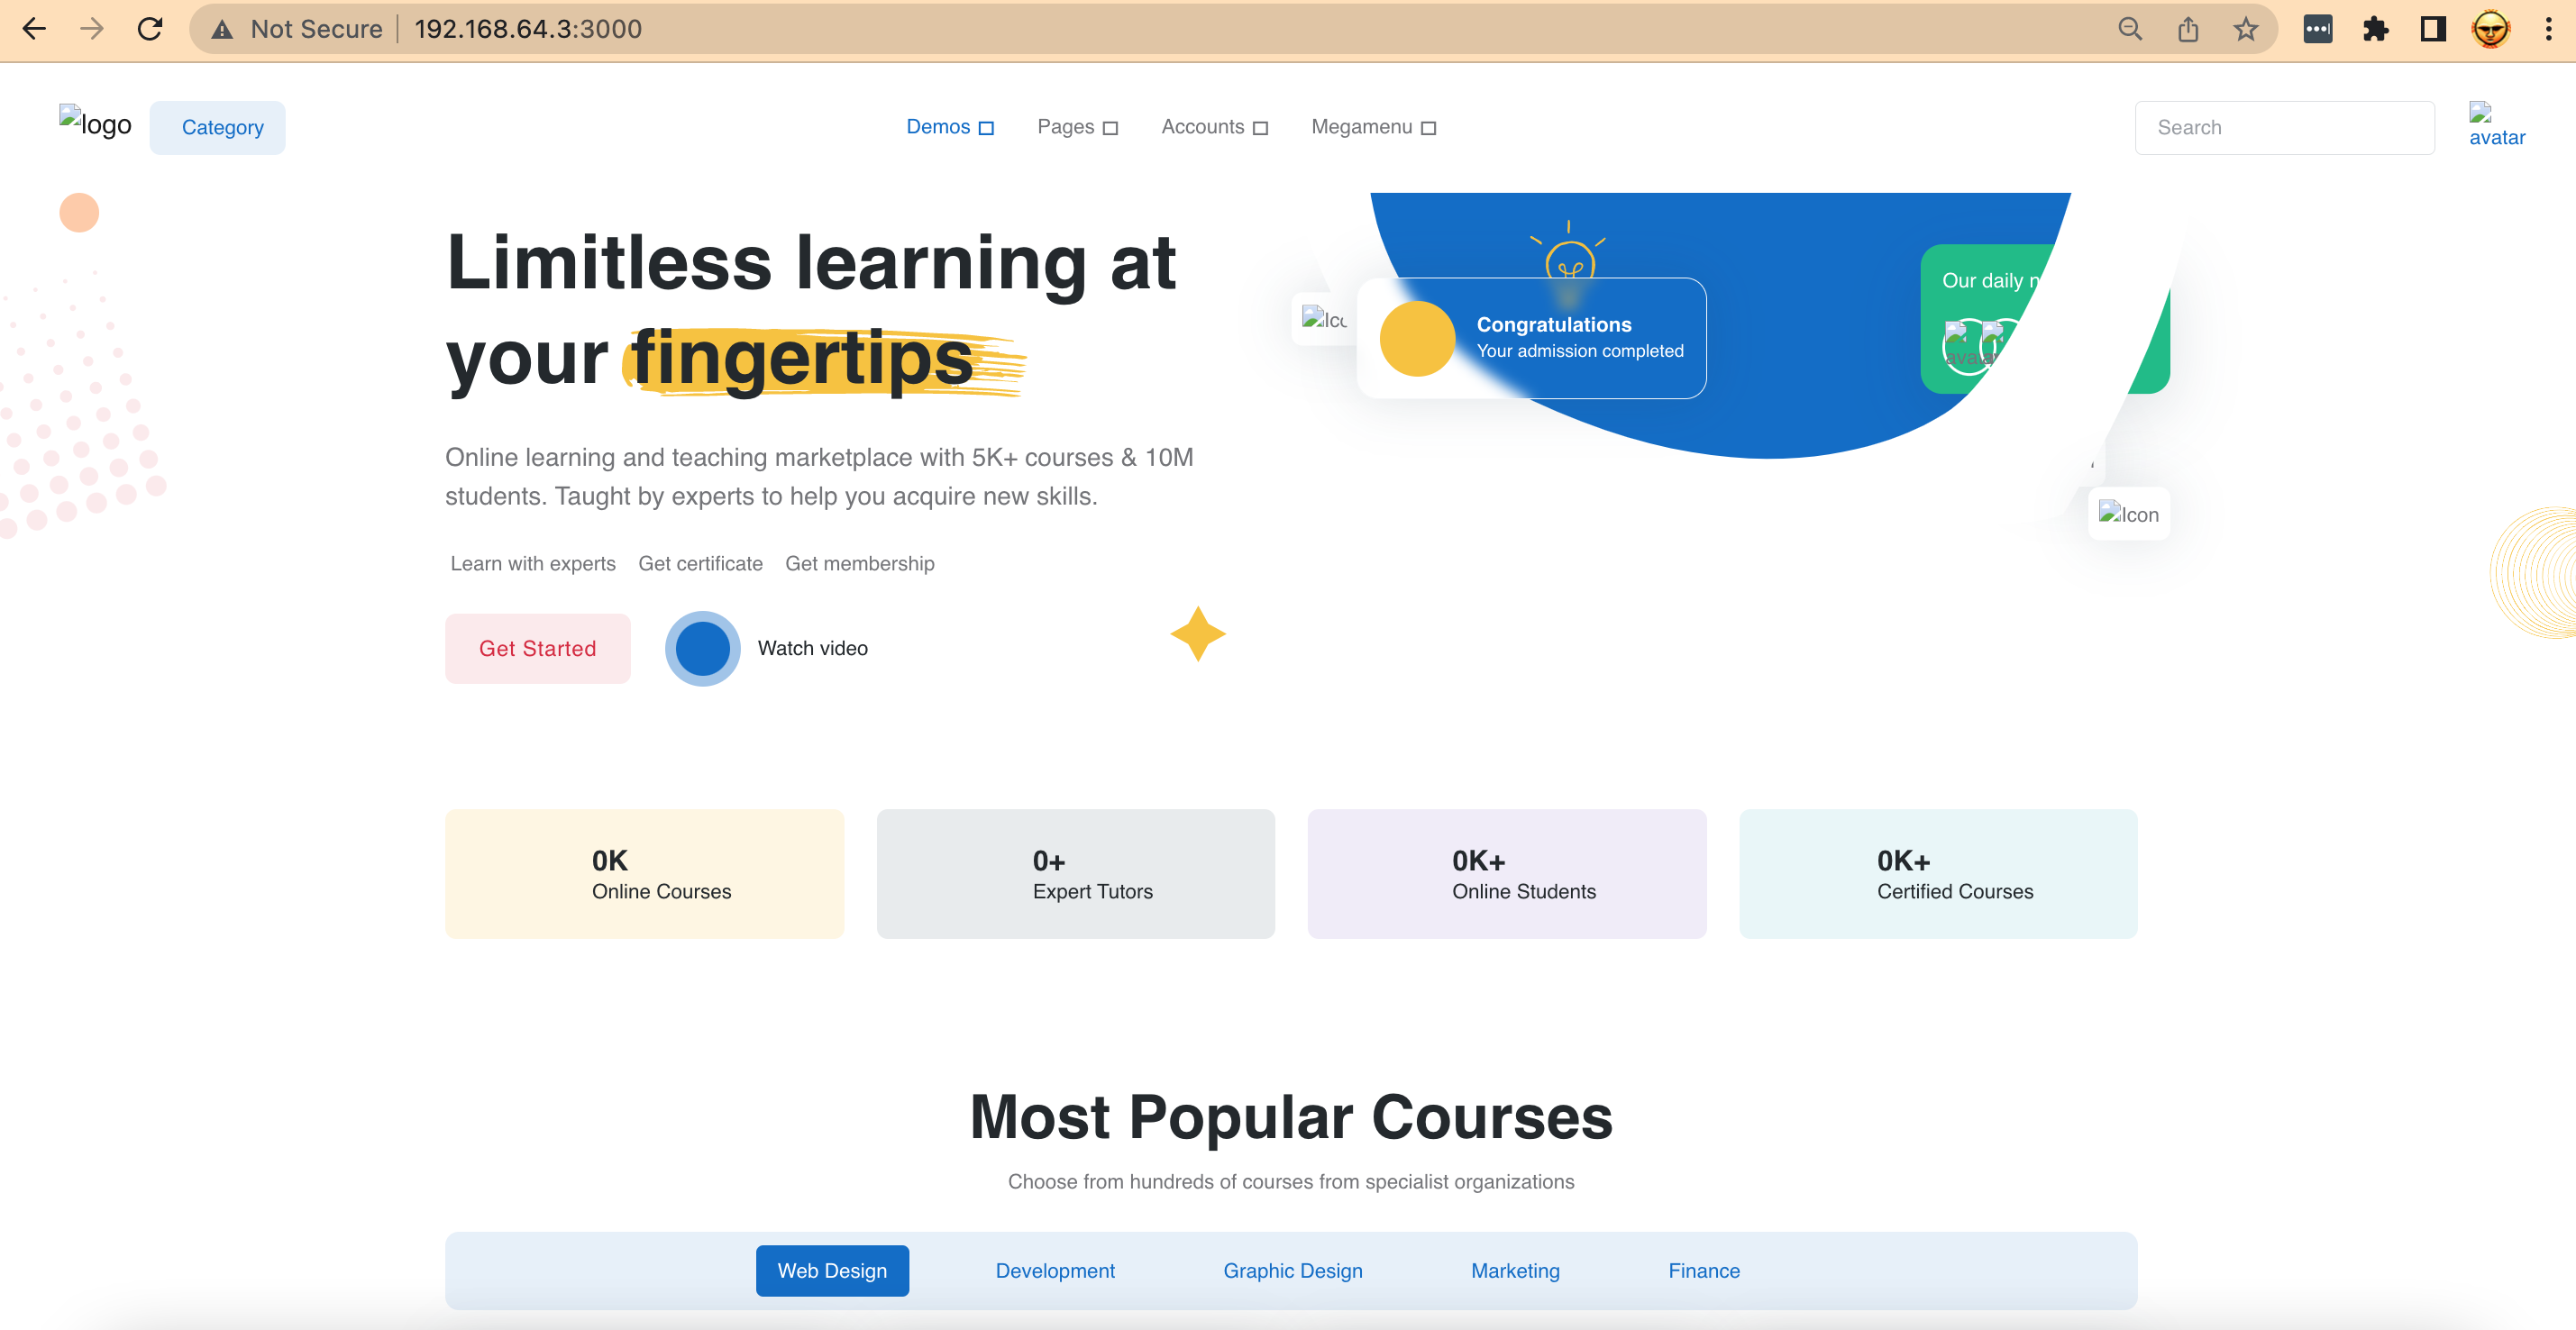 Not Secure | 192.168.64.3:3000
logo
Category
Demos
Pages
Accounts
Megamenu
Search
avatar
Limitless learning at
your fingertips
Online learning and teaching marketplace with 5K+ courses & 10M
students. Taught by experts to help you acquire new skills.
Learn with experts
Get certificate
Get membership
Get Started
Watch video
Congratulations
Your admission completed
Our daily
Icon
0K
Online Courses
0+
Expert Tutors
0K+
Online Students
0K+
Certified Courses
Most Popular Courses
Choose from hundreds of courses from specialist organizations
Web Design
Development
Graphic Design
Marketing
Finance